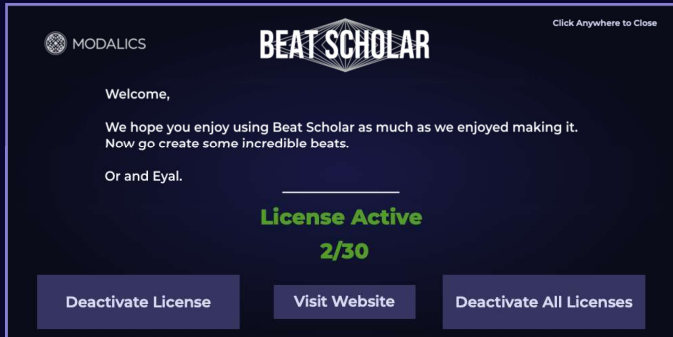 Click Anywhere to Close
MODALICS
BEAT SCHOLAR
Welcome,
We hope you enjoy using Beat Scholar as much as we enjoyed making it.
Now go create some incredible beats.
Or and Eyal.
License Active
2/30
Deactivate License
Visit Website
Deactivate All Licenses